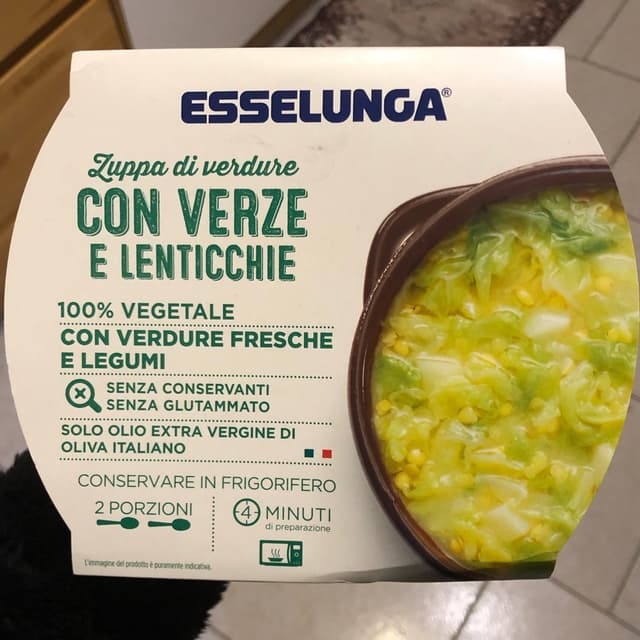 ESSELUNGA®
Zuppa di verdure
CON VERZE
E LENTICCHIE
100% VEGETALE
CON VERDURE FRESCHE
E LEGUMI
SENZA CONSERVANTI
SENZA GLUTAMMATO
SOLO OLIO EXTRA VERGINE DI
OLIVA ITALIANO
CONSERVARE IN FRIGORIFERO
2 PORZIONI
4 MINUTI
di preparazione
L'immagine del prodotto è puramente indicativa.